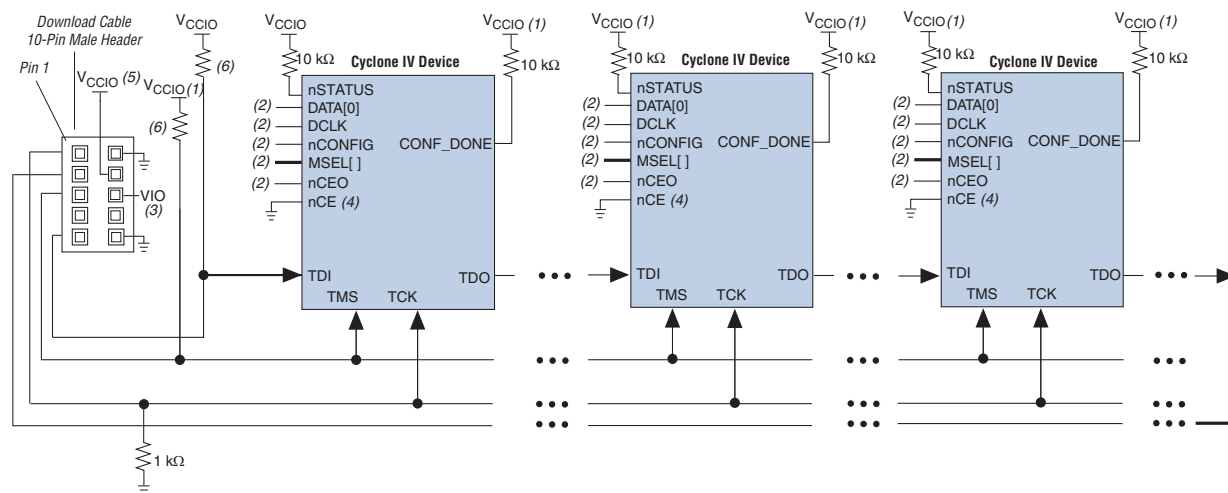 Download Cable
10-Pin Male Header
Pin 1
VCCIO (5)
VCCIO (1)
(6)
VIO
(3)
1 kΩ
VCCIO
(6)
VCCIO
10 kΩ
VCCIO (1)
10 kΩ
Cyclone IV Device
nSTATUS
(2) DATA[0]
(2) DCLK
(2) nCONFIG
CONF_DONE
(2) MSEL[ ]
(2) nCEO
nCE (4)
TDI
TDO
TMS
TCK
VCCIO (1)
10 kΩ
VCCIO (1)
10 kΩ
Cyclone IV Device
nSTATUS
(2) DATA[0]
(2) DCLK
(2) nCONFIG
CONF_DONE
(2) MSEL[ ]
(2) nCEO
nCE (4)
TDI
TDO
TMS
TCK
VCCIO (1)
10 kΩ
VCCIO (1)
10 kΩ
Cyclone IV Device
nSTATUS
(2) DATA[0]
(2) DCLK
(2) nCONFIG
CONF_DONE
(2) MSEL[ ]
(2) nCEO
nCE (4)
TDI
TDO
TMS
TCK